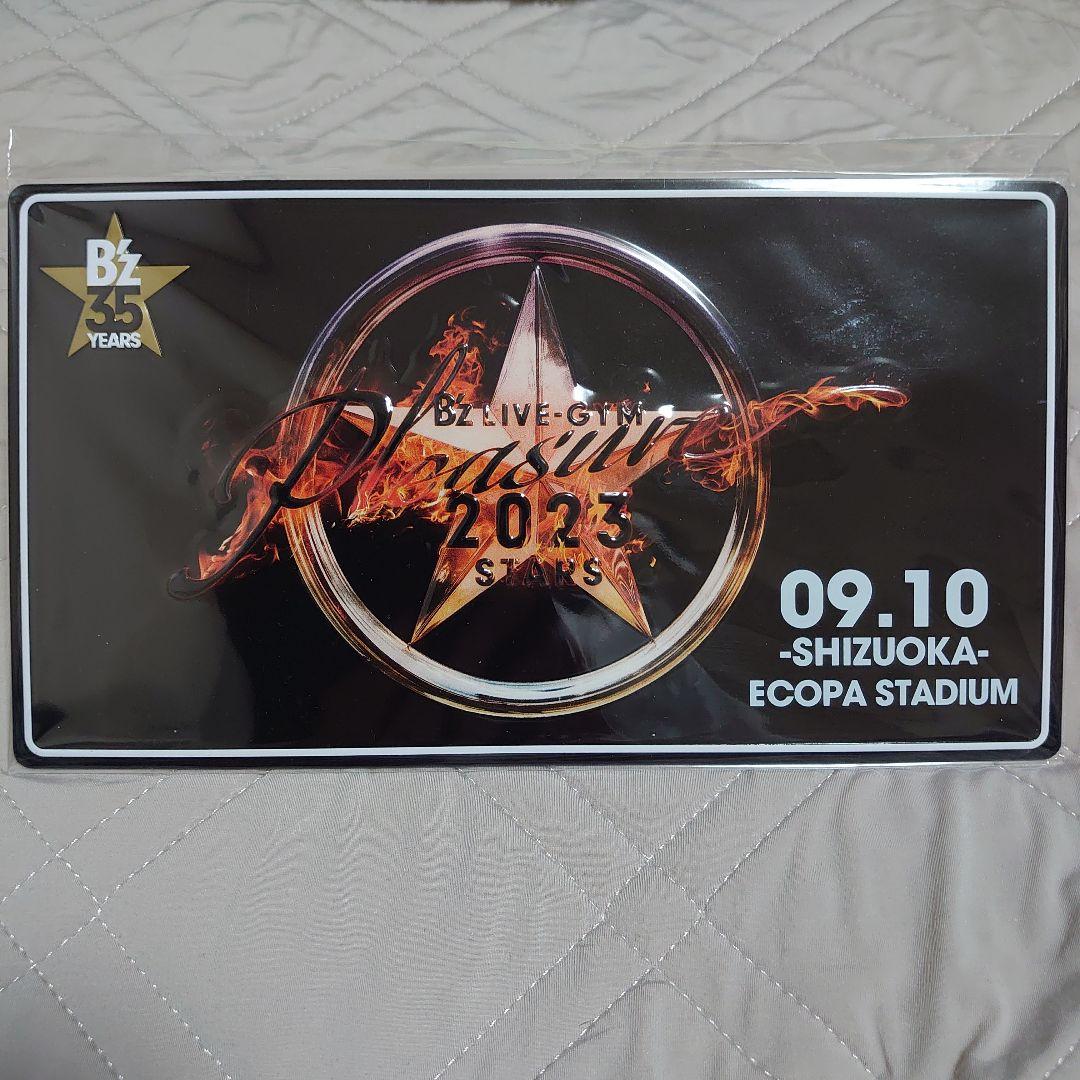 B'z
35
YEARS
B'z LIVE-GYM
Pleasure
2023
STARS
09.10
-SHIZUOKA-
ECOPA STADIUM